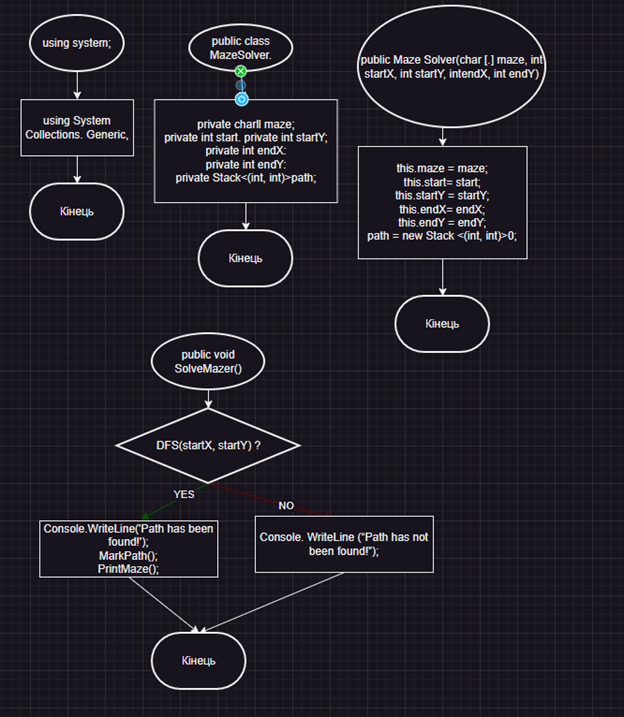 using system;
using System
Collections. Generic,
Кінець
public class
MazeSolver.
private charll maze;
private int start. private int startY;
private int endX:
private int endY:
private Stack<(int, int)>path;
Кінець
public Maze Solver(char [.] maze, int
startX, int startY, intendX, int endY)
this.maze = maze;
this.start= start;
this.startY = startY;
this.endX= endX;
this.endY = endY;
path = new Stack <(int, int)>0;
Кінець
public void
SolveMazer()
DFS(startX, startY) ?
YES
NO
Console.WriteLine("Path has been
found!");
MarkPath();
PrintMaze();
Console. WriteLine ("Path has not
been found!");
Кінець